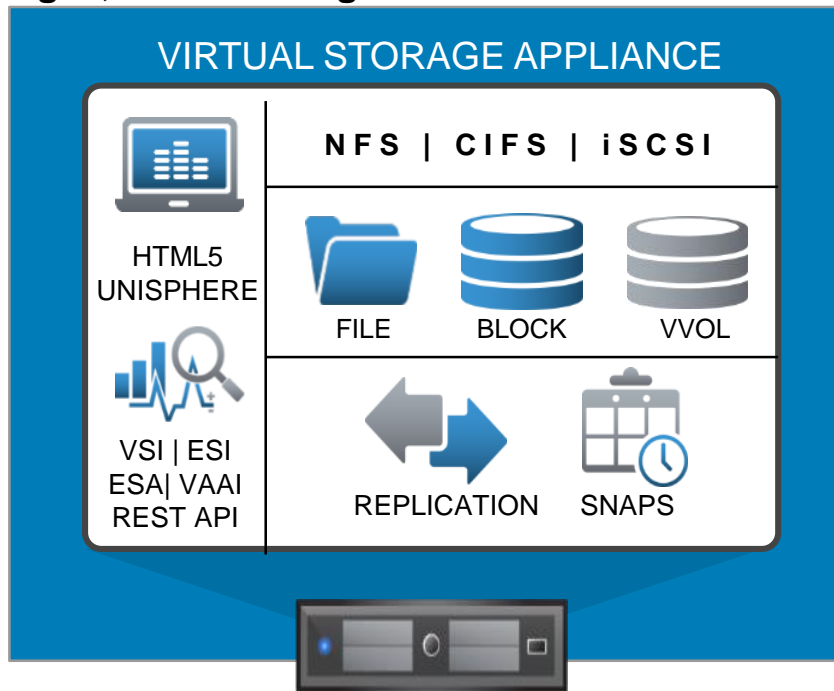 VIRTUAL STORAGE APPLIANCE
HTML5
UNISPHERE
VSI | ESI
ESA| VAAI
REST API
NFS | CIFS | iSCSI
FILE
BLOCK
VVOL
REPLICATION
SNAPS